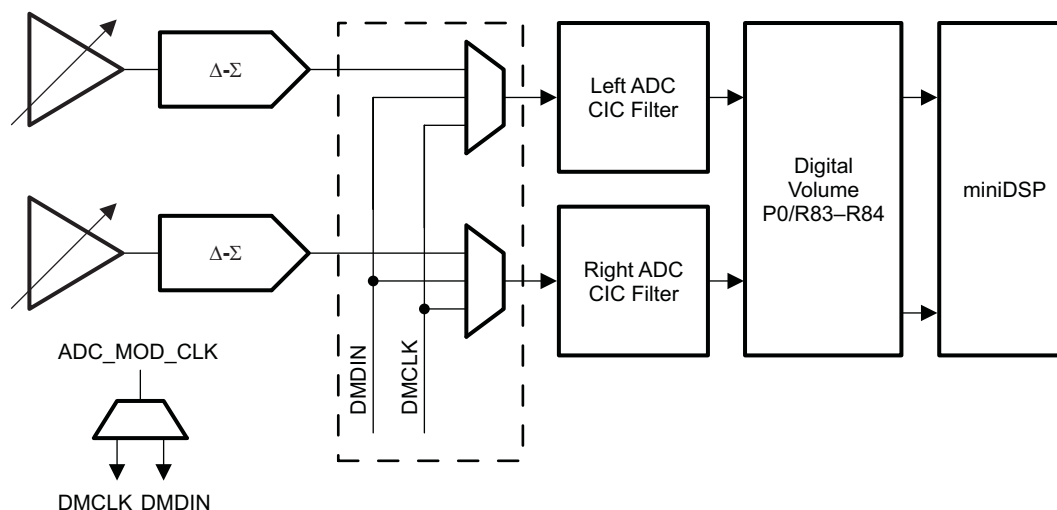 Δ-Σ
Left ADC
CIC Filter
Digital
Volume
P0/R83–R84
miniDSP
Δ-Σ
Right ADC
CIC Filter
ADC_MOD_CLK
DMDIN
DMCLK
DMCLK DMDIN